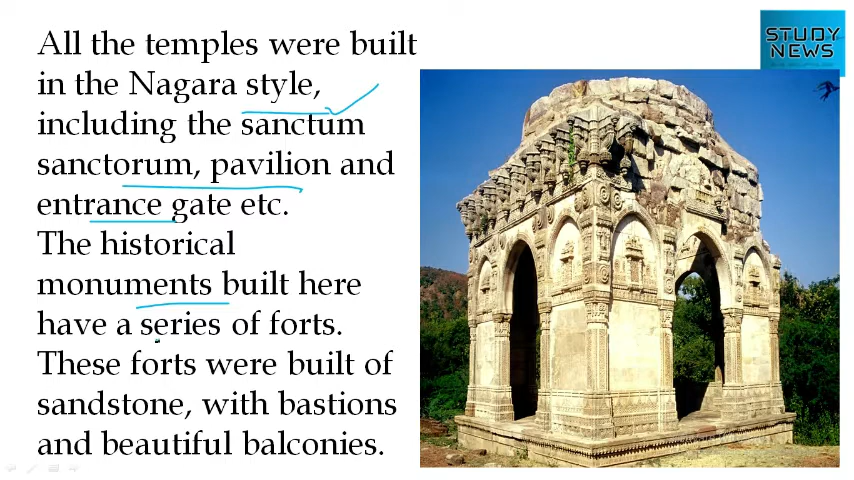 All the temples were built
in the Nagara style,
including the sanctum
sanctorum, pavilion and
entrance gate etc.
The historical
monuments built here
have a series of forts.
These forts were built of
sandstone, with bastions
and beautiful balconies.
STUDY
NEWS